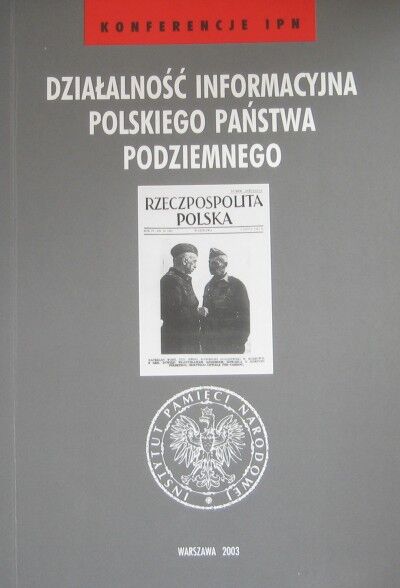 KONFERENCJE IPN
DZIAŁALNOŚĆ INFORMACYJNA
POLSKIEGO PAŃSTWA
PODZIEMNEGO
RZECZPOSPOLITA
POLSKA
INSTYTUT PAMIĘCI NARODOWEJ
WARSZAWA 2003